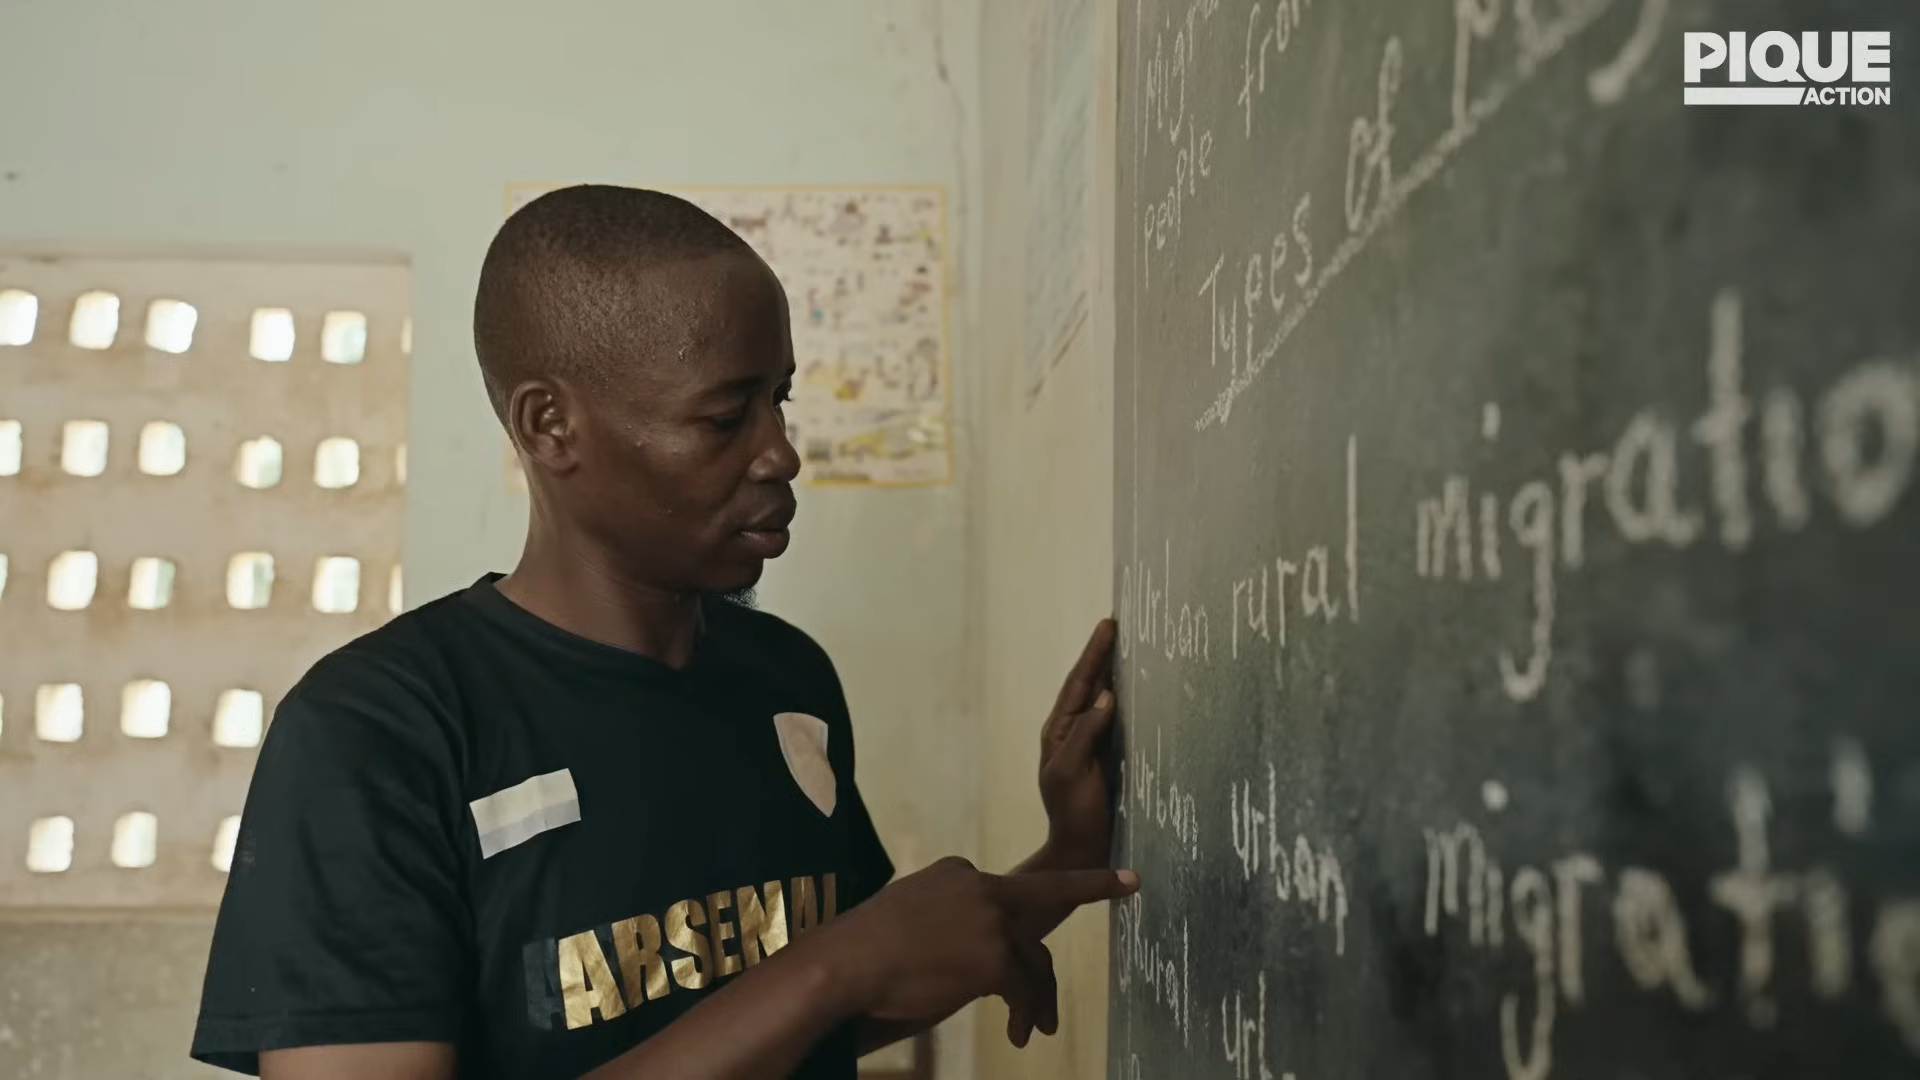 PIQUE
ACTION
Migra
from
people
Types of
Urban rural migratio
Urban urban migratio
Rural
ARSENAL